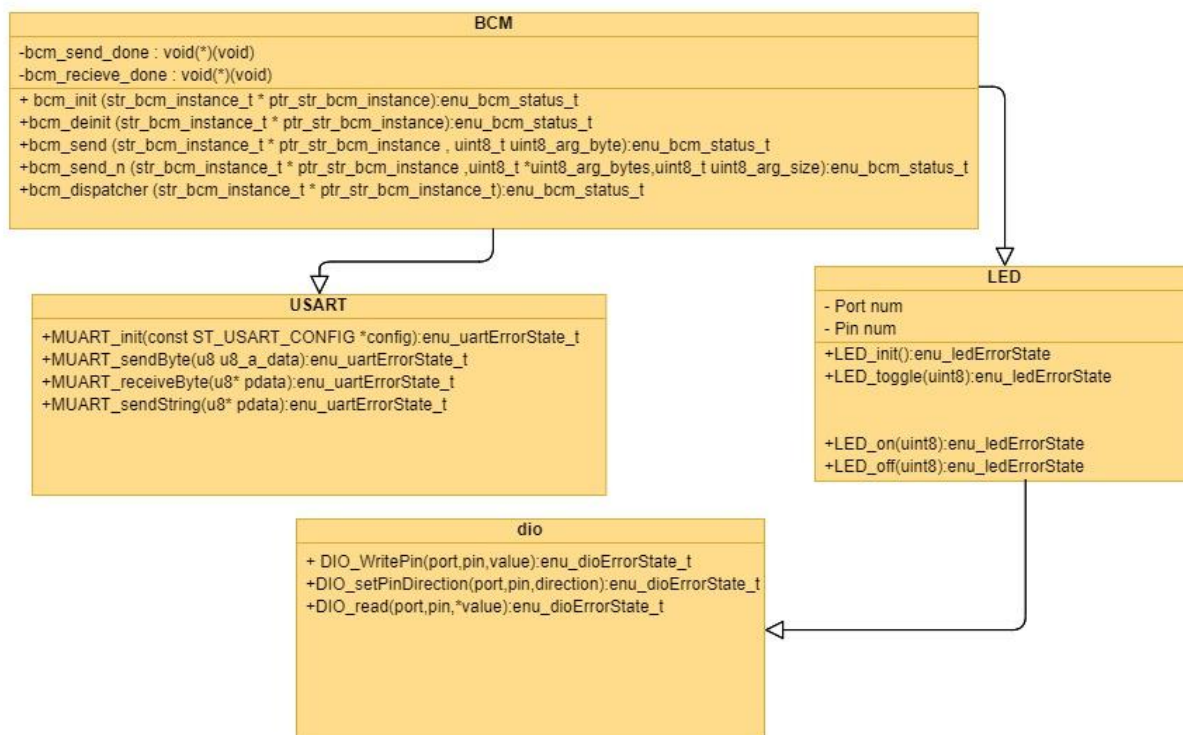 BCM
-bcm_send_done : void(*)(void)
-bcm_recieve_done : void(*)(void)
+ bcm_init (str_bcm_instance_t * ptr_str_bcm_instance):enu_bcm_status_t
+bcm_deinit (str_bcm_instance_t * ptr_str_bcm_instance):enu_bcm_status_t
+bcm_send (str_bcm_instance_t * ptr_str_bcm_instance , uint8_t uint8_arg_byte):enu_bcm_status_t
+bcm_send_n (str_bcm_instance_t * ptr_str_bcm_instance ,uint8_t *uint8_arg_bytes,uint8_t uint8_arg_size):enu_bcm_status_t
+bcm_dispatcher (str_bcm_instance_t * ptr_str_bcm_instance_t):enu_bcm_status_t
USART
+MUART_init(const ST_USART_CONFIG *config):enu_uartErrorState_t
+MUART_sendByte(u8 u8_a_data):enu_uartErrorState_t
+MUART_receiveByte(u8* pdata):enu_uartErrorState_t
+MUART_sendString(u8* pdata):enu_uartErrorState_t
LED
- Port num
- Pin num
+LED_init():enu_ledErrorState
+LED_toggle(uint8):enu_ledErrorState
+LED_on(uint8):enu_ledErrorState
+LED_off(uint8):enu_ledErrorState
dio
+ DIO_WritePin(port,pin,value):enu_dioErrorState_t
+DIO_setPinDirection(port,pin,direction):enu_dioErrorState_t
+DIO_read(port,pin,*value):enu_dioErrorState_t